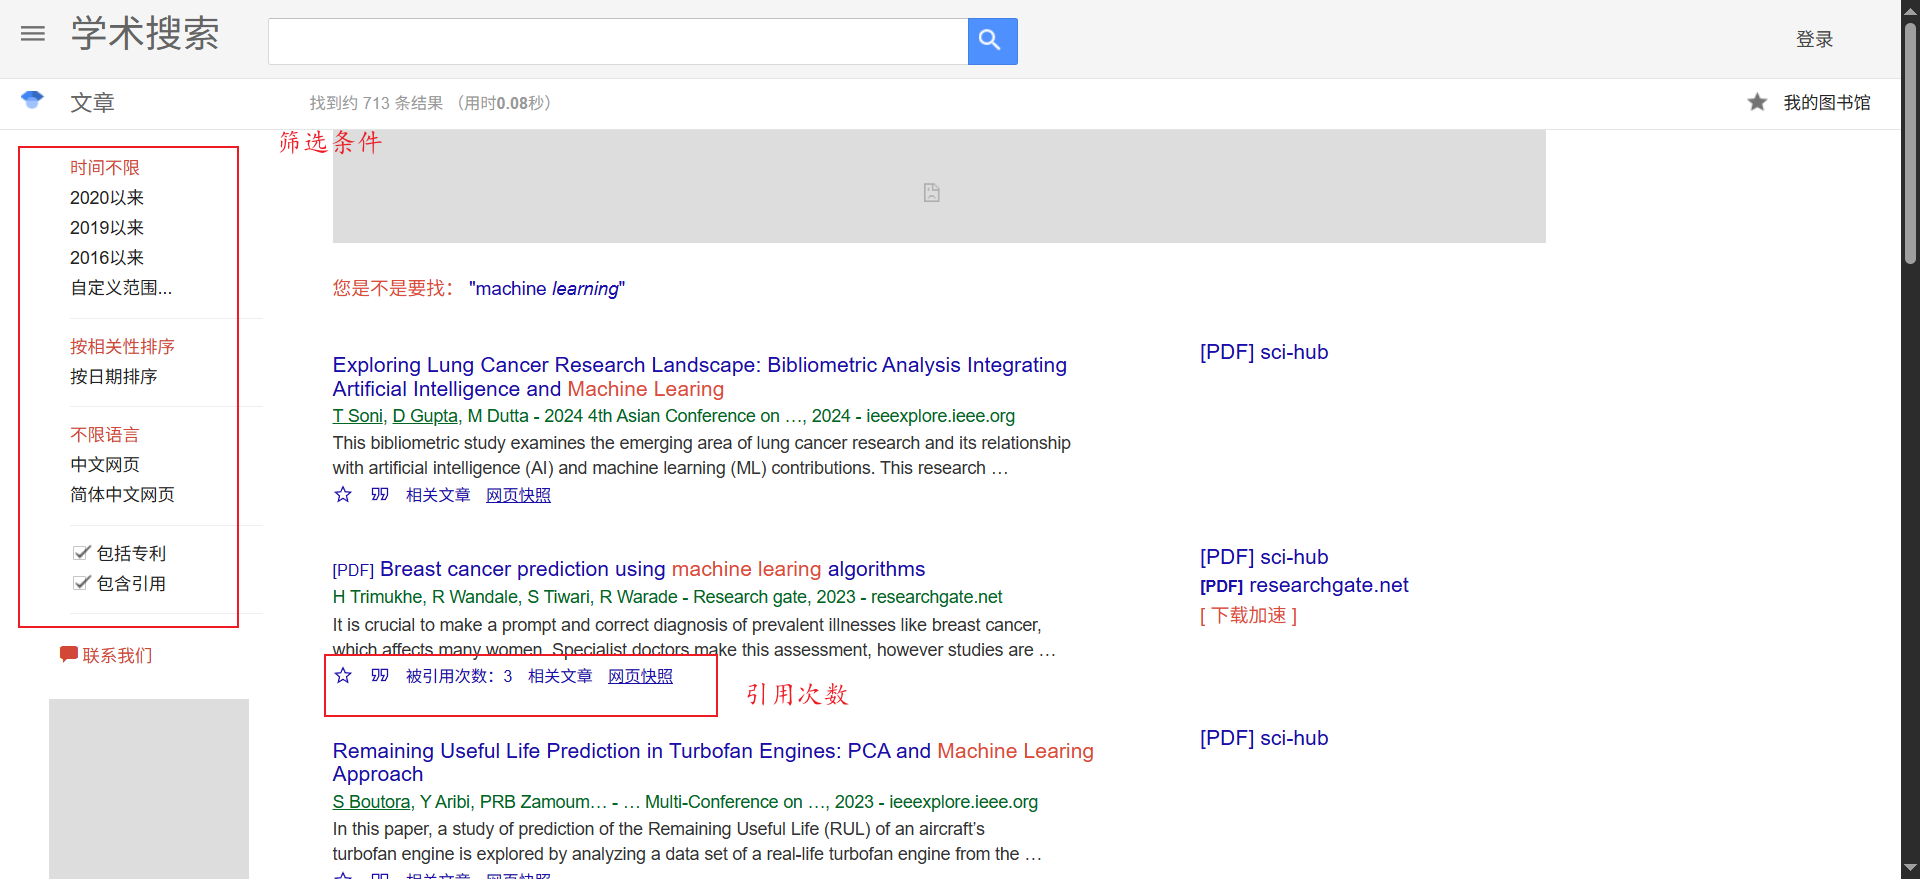 学术搜索
登录
文章
找到约 713 条结果 （用时0.08秒）
我的图书馆
筛选条件
时间不限
2020以来
2019以来
2016以来
自定义范围...
按相关性排序
按日期排序
不限语言
中文网页
简体中文网页
包括专利
包含引用
联系我们
您是不是要找： "machine learning"
Exploring Lung Cancer Research Landscape: Bibliometric Analysis Integrating
Artificial Intelligence and Machine Learing
T Soni, D Gupta, M Dutta - 2024 4th Asian Conference on …, 2024 - ieeexplore.ieee.org
This bibliometric study examines the emerging area of lung cancer research and its relationship
with artificial intelligence (AI) and machine learning (ML) contributions. This research …
相关文章 网页快照
[PDF] sci-hub
[PDF] Breast cancer prediction using machine learing algorithms
H Trimukhe, R Wandale, S Tiwari, R Warade - Research gate, 2023 - researchgate.net
It is crucial to make a prompt and correct diagnosis of prevalent illnesses like breast cancer,
which affects many women. Specialist doctors make this assessment, however studies are …
被引用次数：3 相关文章 网页快照
引用次数
[PDF] sci-hub
[PDF] researchgate.net
[ 下载加速 ]
Remaining Useful Life Prediction in Turbofan Engines: PCA and Machine Learing
Approach
S Boutora, Y Aribi, PRB Zamoum… - … Multi-Conference on …, 2023 - ieeexplore.ieee.org
In this paper, a study of prediction of the Remaining Useful Life (RUL) of an aircraft's
turbofan engine is explored by analyzing a data set of a real-life turbofan engine from the …
相关文章 网页快照
[PDF] sci-hub